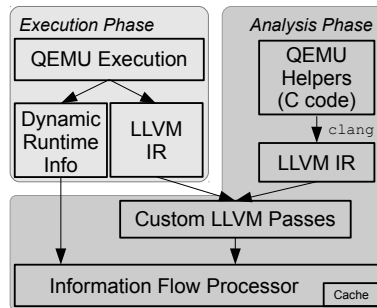 Execution Phase
Analysis Phase
QEMU Execution
QEMU
Helpers
(C code)
Dynamic
Runtime
Info
LLVM
IR
clang
LLVM IR
Custom LLVM Passes
Information Flow Processor
Cache